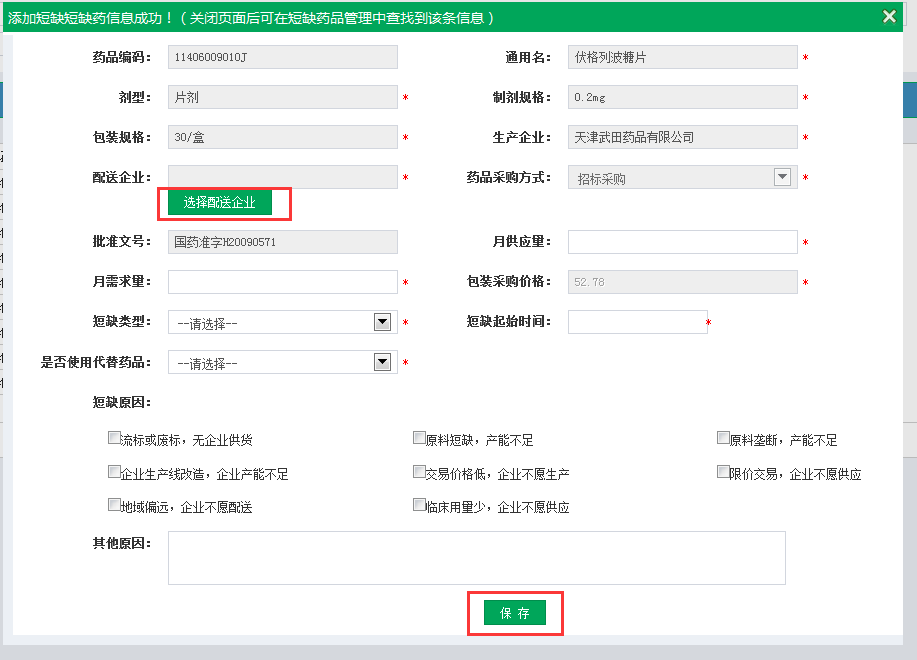 添加短缺短缺药信息成功！（关闭页面后可在短缺药品管理中查找到该条信息）
药品编码： 11406009010J 通用名： 伏格列波糖片 *
剂型： 片剂 * 制剂规格： 0.2mg *
包装规格： 30/盒 * 生产企业： 天津武田药品有限公司 *
配送企业： * 药品采购方式： 招标采购 *
选择配送企业
批准文号： 国药准字H20090571 月供应量： *
月需求量： * 包装采购价格： 52.78 *
短缺类型： --请选择-- * 短缺起始时间： *
是否使用代替药品： --请选择-- *
短缺原因：
流标或废标，无企业供货 原料短缺，产能不足 原料垄断，产能不足
企业生产线改造，企业产能不足 交易价格低，企业不愿生产 限价交易，企业不愿供应
地域偏远，企业不愿配送 临床用量少，企业不愿供应
其他原因：
保 存